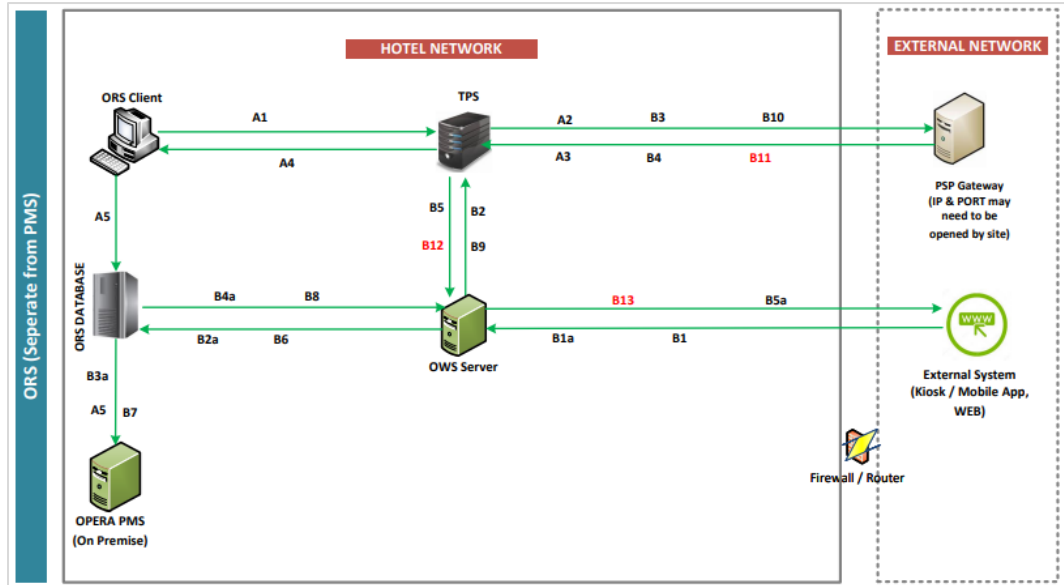 ORS (Seperate from PMS)
HOTEL NETWORK
EXTERNAL NETWORK
ORS Client
TPS
A1
A2
B3
B10
A4
A3
B4
B11
PSP Gateway
(IP & PORT may
need to be
opened by site)
A5
B5
B2
B12
B9
ORS DATABASE
B4a
B8
B13
B5a
WWW
B2a
B6
B1a
B1
OWS Server
External System
(Kiosk / Mobile App,
WEB)
B3a
A5
B7
Firewall / Router
OPERA PMS
(On Premise)